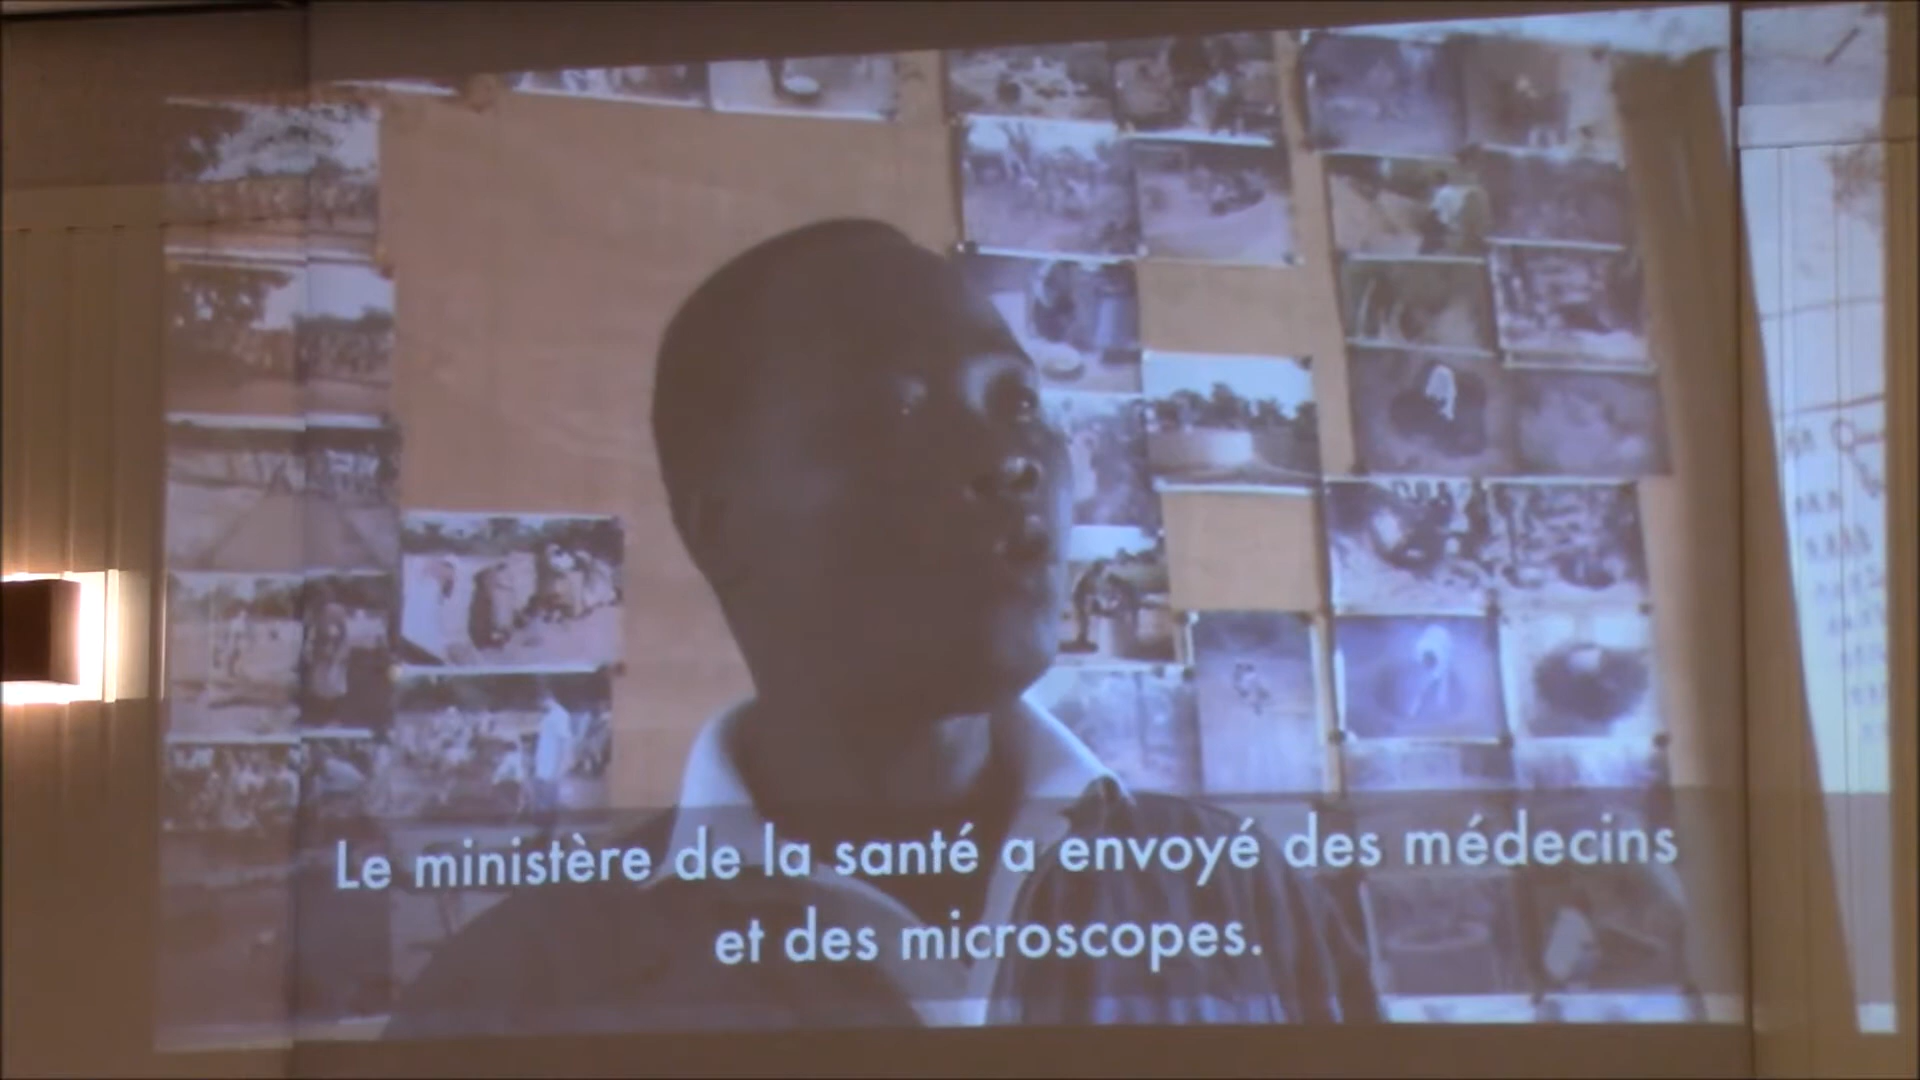 Le ministère de la santé a envoyé des médecins
et des microscopes.